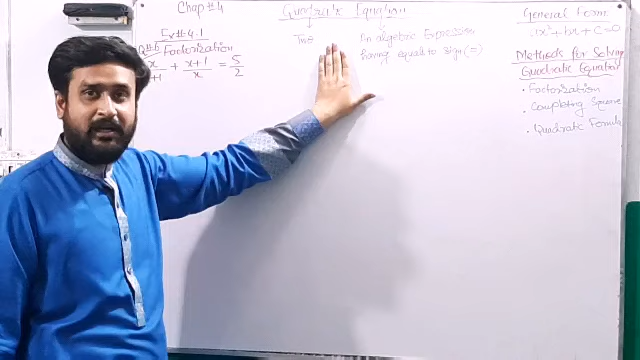 Chap# 4
Quadratic Equation
Ex# 4.1
Q#6 Factorization
x/ +1 + x+1/x = 5/2
Two
An algebraic Expression
having equal to sign (=)
General Form
ax²+bx+c=0
Methods for Solving
Quadratic Equation
• Factorization
• Completing Square
• Quadratic Formula